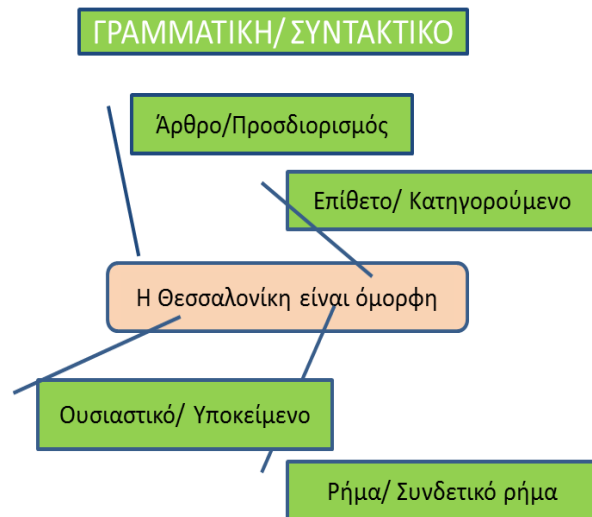 ΓΡΑΜΜΑΤΙΚΗ/ ΣΥΝΤΑΚΤΙΚΟ
Άρθρο/Προσδιορισμός
Επίθετο/ Κατηγορούμενο
Η Θεσσαλονίκη είναι όμορφη
Ουσιαστικό/ Υποκείμενο
Ρήμα/ Συνδετικό ρήμα